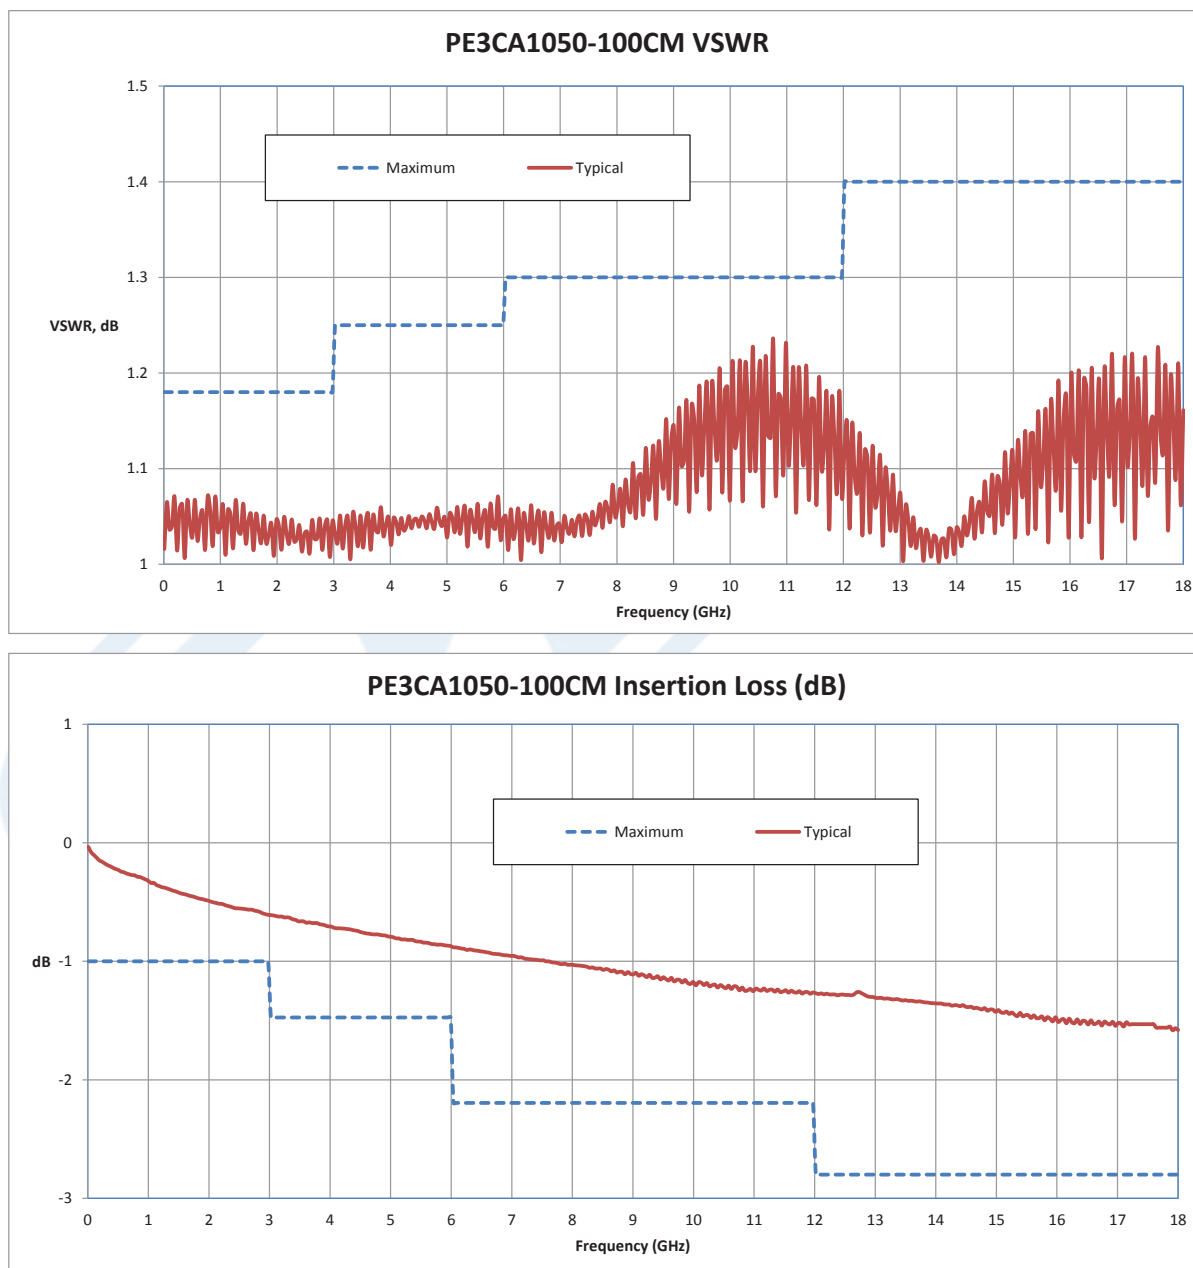 PE3CA1050-100CM VSWR
1.5
Maximum Typical
1.4
1.3
VSWR, dB
1.2
1.1
1
0 1 2 3 4 5 6 7 8 9 10 11 12 13 14 15 16 17 18
Frequency (GHz)
PE3CA1050-100CM Insertion Loss (dB)
1
Maximum Typical
0
dB
-1
-2
-3
0 1 2 3 4 5 6 7 8 9 10 11 12 13 14 15 16 17 18
Frequency (GHz)